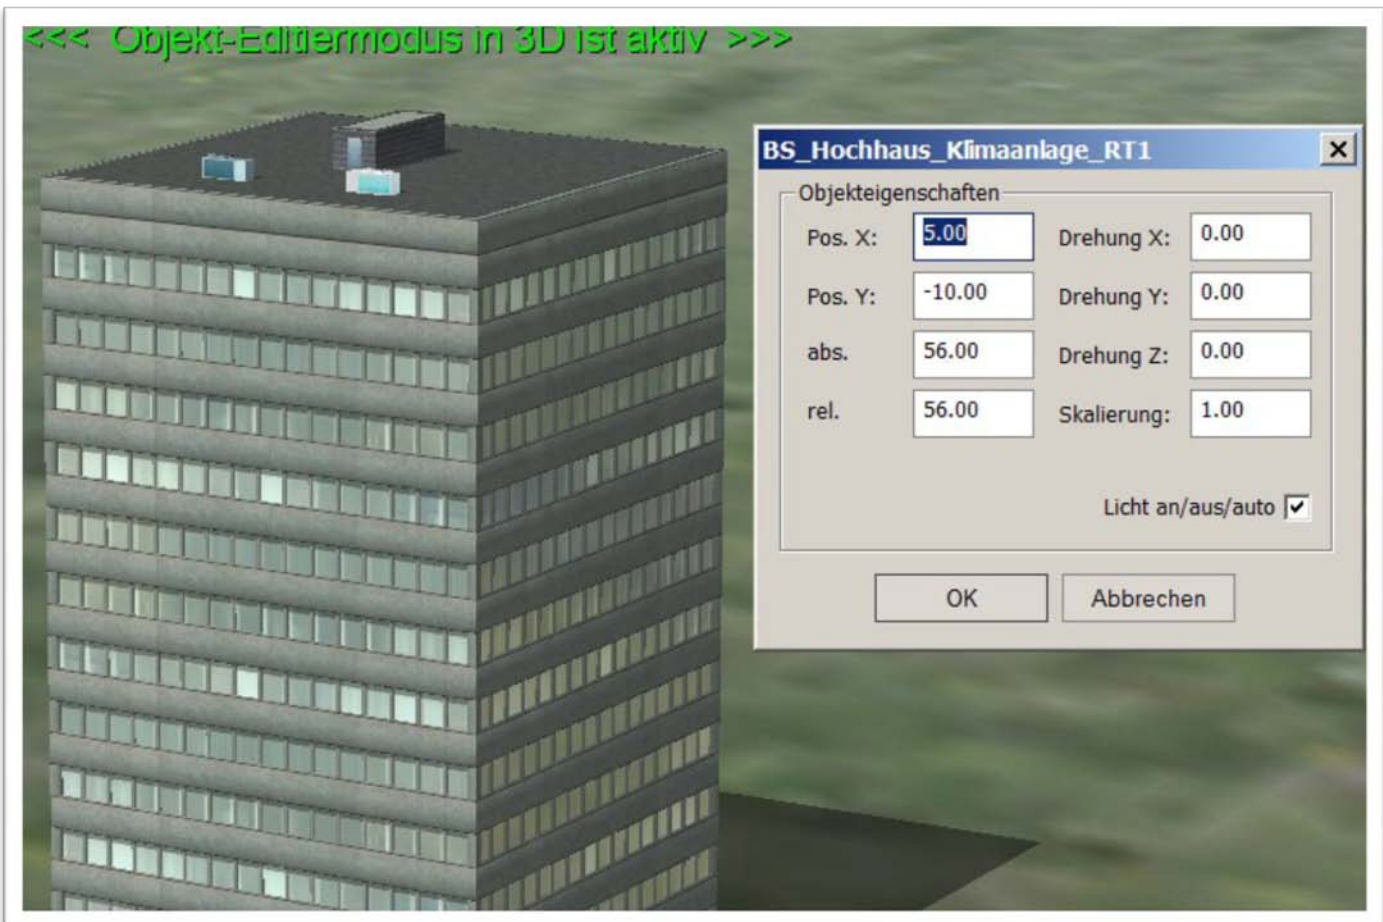 <<< Objekt-Editiermodus in 3D ist aktiv >>>
BS_Hochhaus_Klimaanlage_RT1
Objekteigenschaften
Pos. X: 5.00 Drehung X: 0.00
Pos. Y: -10.00 Drehung Y: 0.00
abs. 56.00 Drehung Z: 0.00
rel. 56.00 Skalierung: 1.00
Licht an/aus/auto
OK Abbrechen